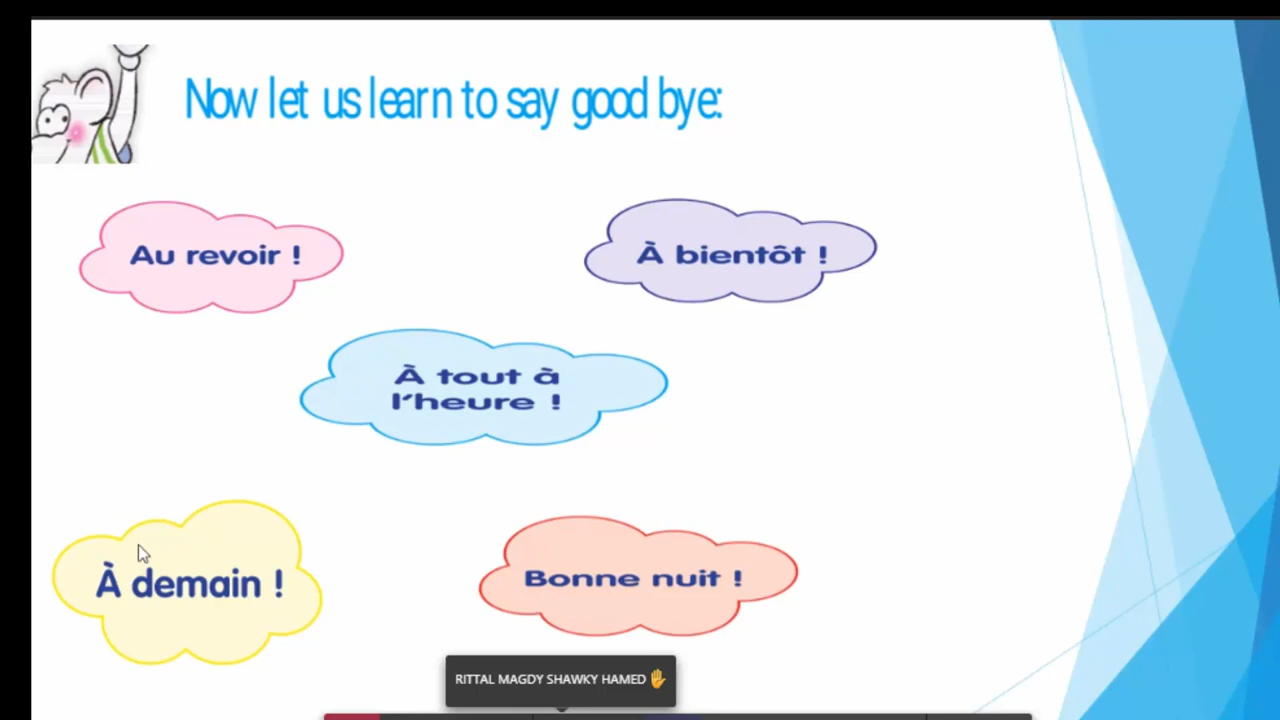 Now let us learn to say good bye:
Au revoir !
À bientôt !
À tout à
l'heure !
À demain !
Bonne nuit !
RITTAL MAGDY SHAWKY HAMED ✋